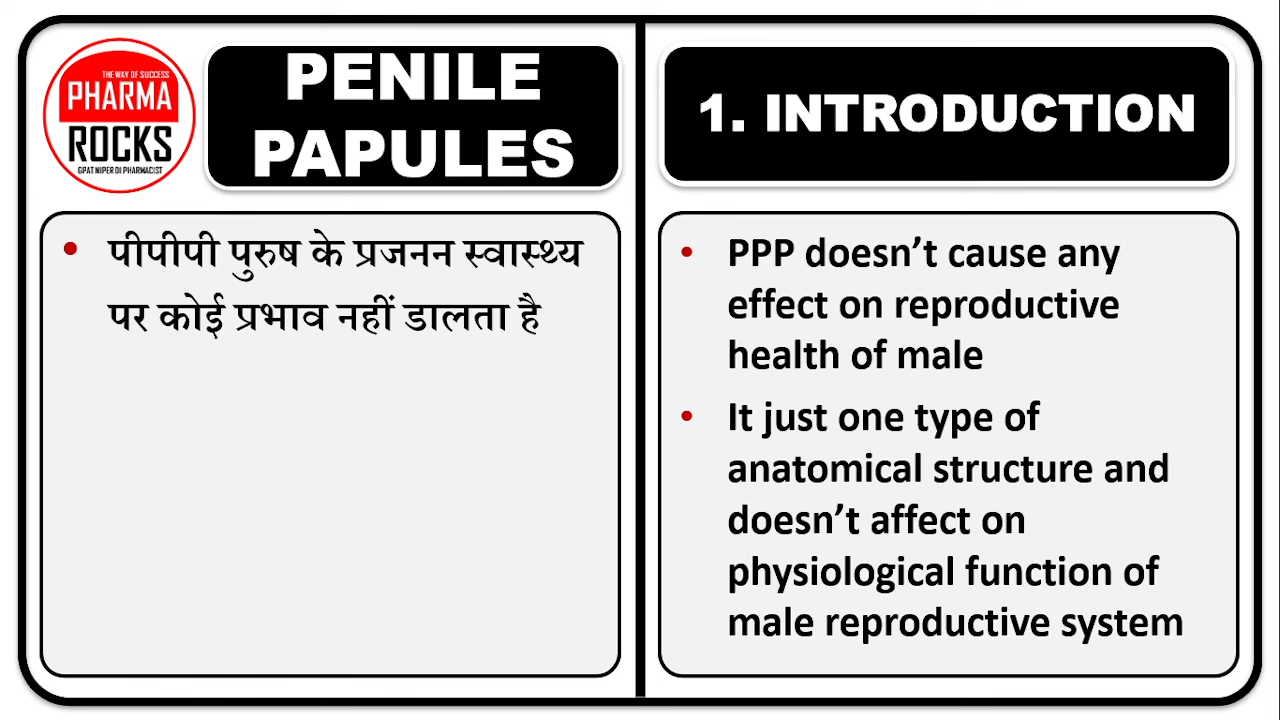 THE WAY OF SUCCESS
PHARMA
ROCKS
GPAT NIPER DI PHARMACIST
PENILE
PAPULES
• पीपीपी पुरुष के प्रजनन स्वास्थ्य
पर कोई प्रभाव नहीं डालता है
1. INTRODUCTION
• PPP doesn’t cause any
effect on reproductive
health of male
• It just one type of
anatomical structure and
doesn’t affect on
physiological function of
male reproductive system